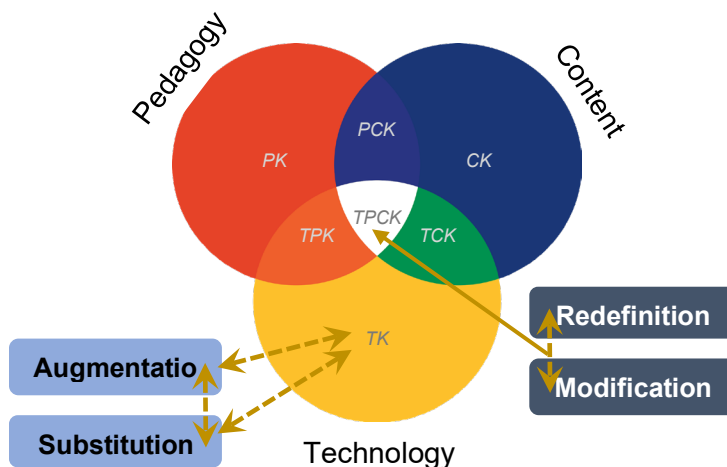 Pedagogy
Content
PCK
PK
CK
TPCK
TPK
TCK
TK
Redefinition
Augmentatio
Modification
Substitution
Technology